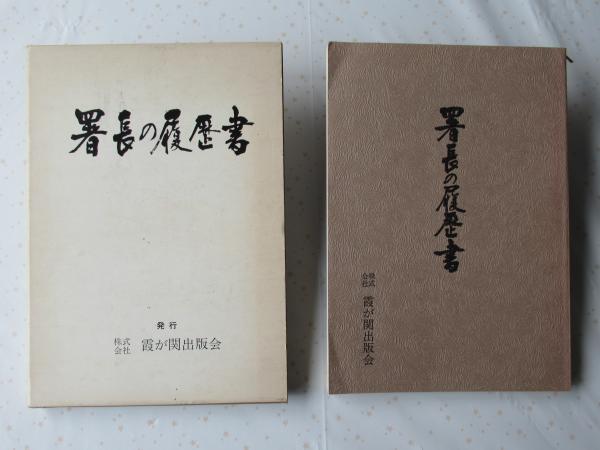 署長の履歴書
発行
株式会社 霞が関出版会
署長の履歴書
株式会社 霞が関出版会